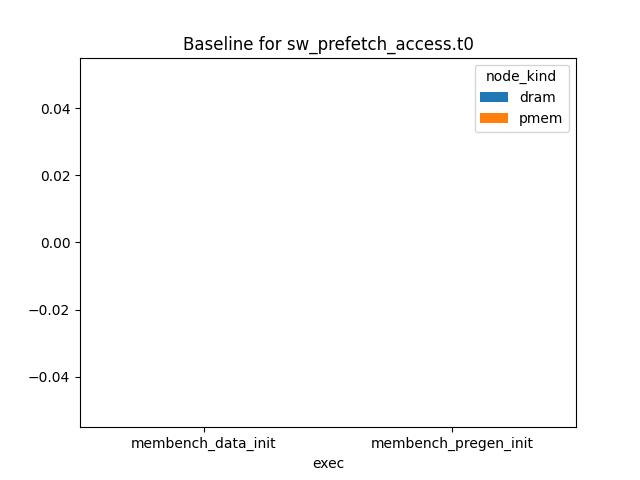 Baseline for sw_prefetch_access.t0
node_kind
dram
pmem
0.04
0.02
0.00
−0.02
−0.04
membench_data_init
membench_pregen_init
exec